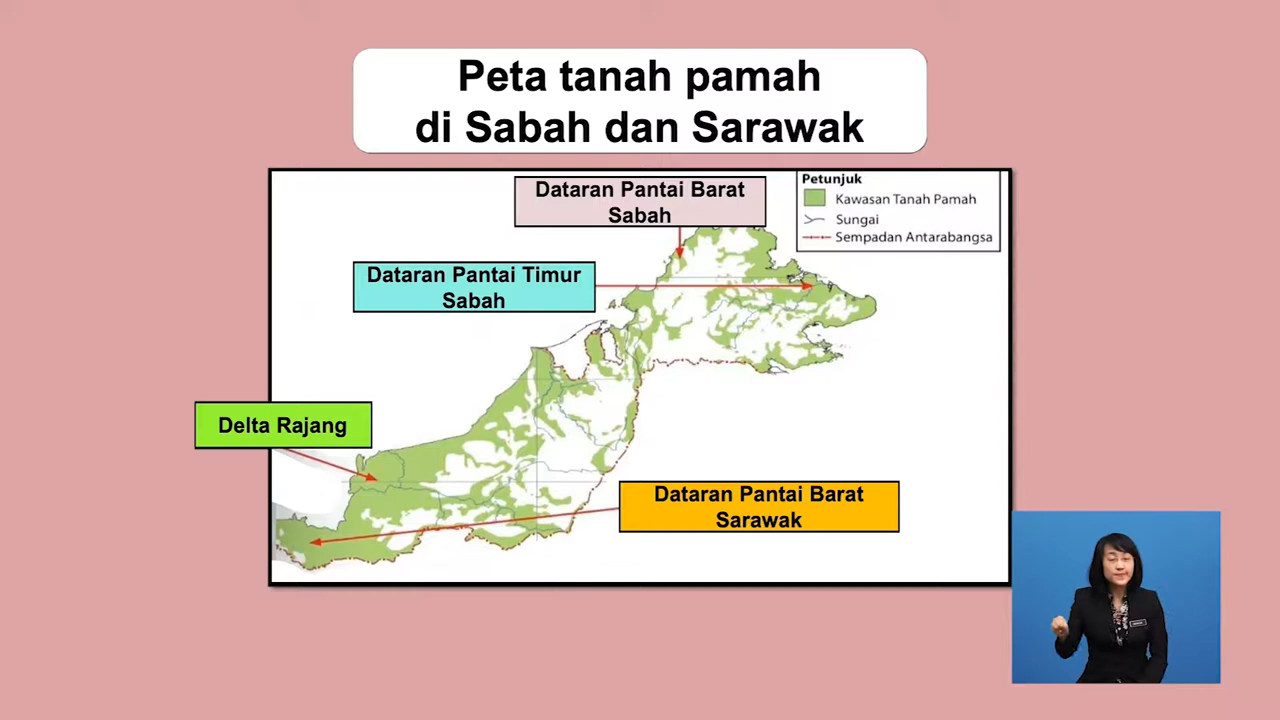 Peta tanah pamah
di Sabah dan Sarawak
Dataran Pantai Barat
Sabah
Petunjuk
Kawasan Tanah Pamah
Sungai
Sempadan Antarabangsa
Dataran Pantai Timur
Sabah
Delta Rajang
Dataran Pantai Barat
Sarawak